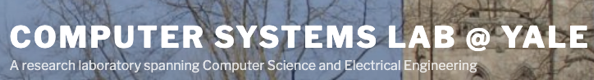 COMPUTER SYSTEMS LAB @ YALE
A research laboratory spanning Computer Science and Electrical Engineering